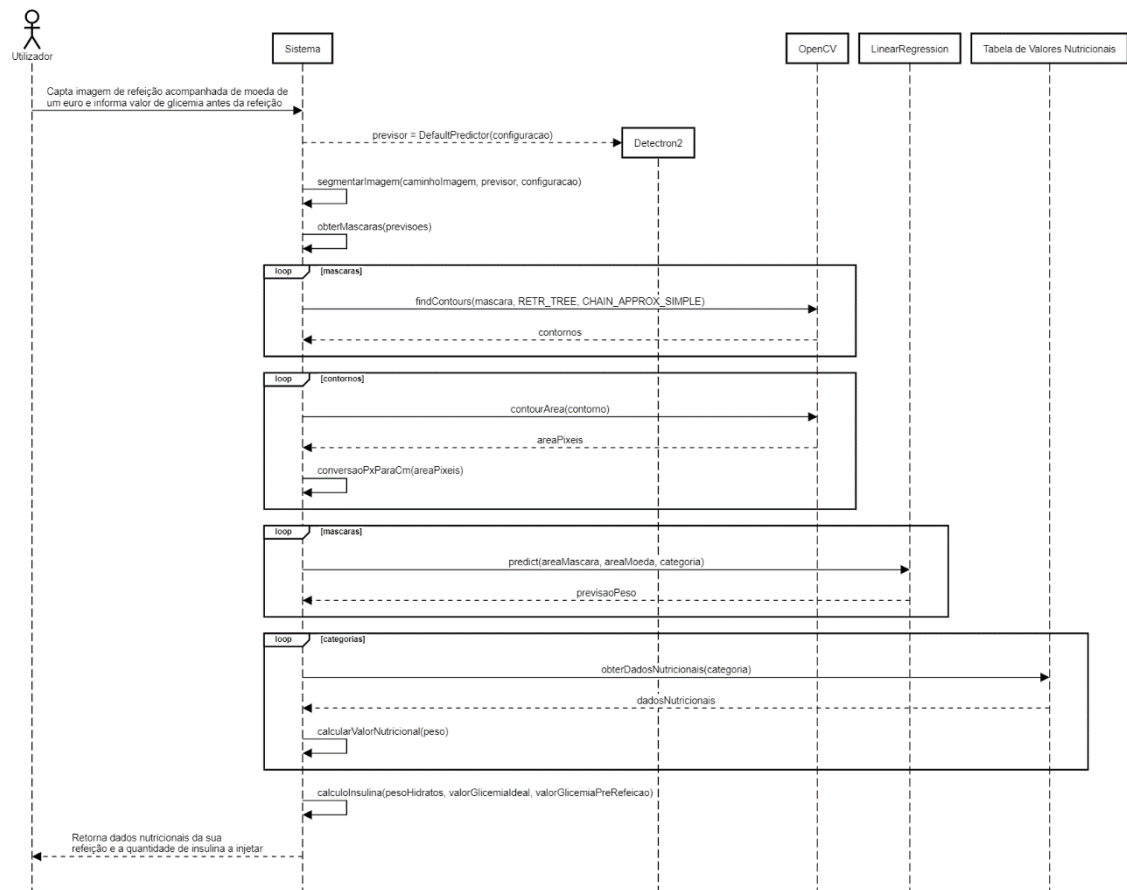 Utilizador
Sistema
OpenCV
LinearRegression
Tabela de Valores Nutricionais
Capta imagem de refeição acompanhada de moeda de
um euro e informa valor de glicemia antes da refeição
previsor = DefaultPredictor(configuracao)
Detectron2
segmentarImagem(caminhoImagem, previsor, configuracao)
obterMascaras(previsoes)
loop [mascaras]
findContours(mascara, RETR_TREE, CHAIN_APPROX_SIMPLE)
contornos
loop [contornos]
contourArea(contorno)
areaPixeis
conversaoPxParaCm(areaPixeis)
loop [mascaras]
predict(areaMascara, areaMoeda, categoria)
previsaoPeso
loop [categorias]
obterDadosNutricionais(categoria)
dadosNutricionais
calcularValorNutricional(peso)
calculoInsulina(pesoHidratos, valorGlicemiaIdeal, valorGlicemiaPreRefeicao)
Retorna dados nutricionais da sua
refeição e a quantidade de insulina a injetar